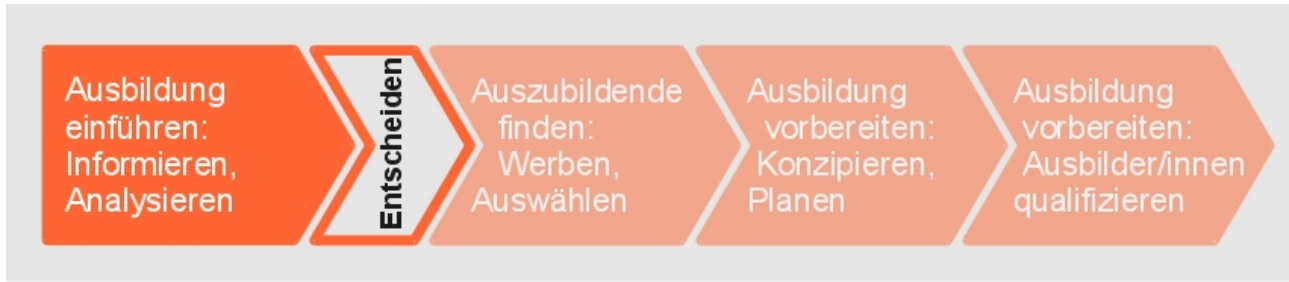 Ausbildung
einführen:
Informieren,
Analysieren
Entscheiden
Auszubildende
finden:
Werben,
Auswählen
Ausbildung
vorbereiten:
Konzipieren,
Planen
Ausbildung
vorbereiten:
Ausbilder/innen
qualifizieren